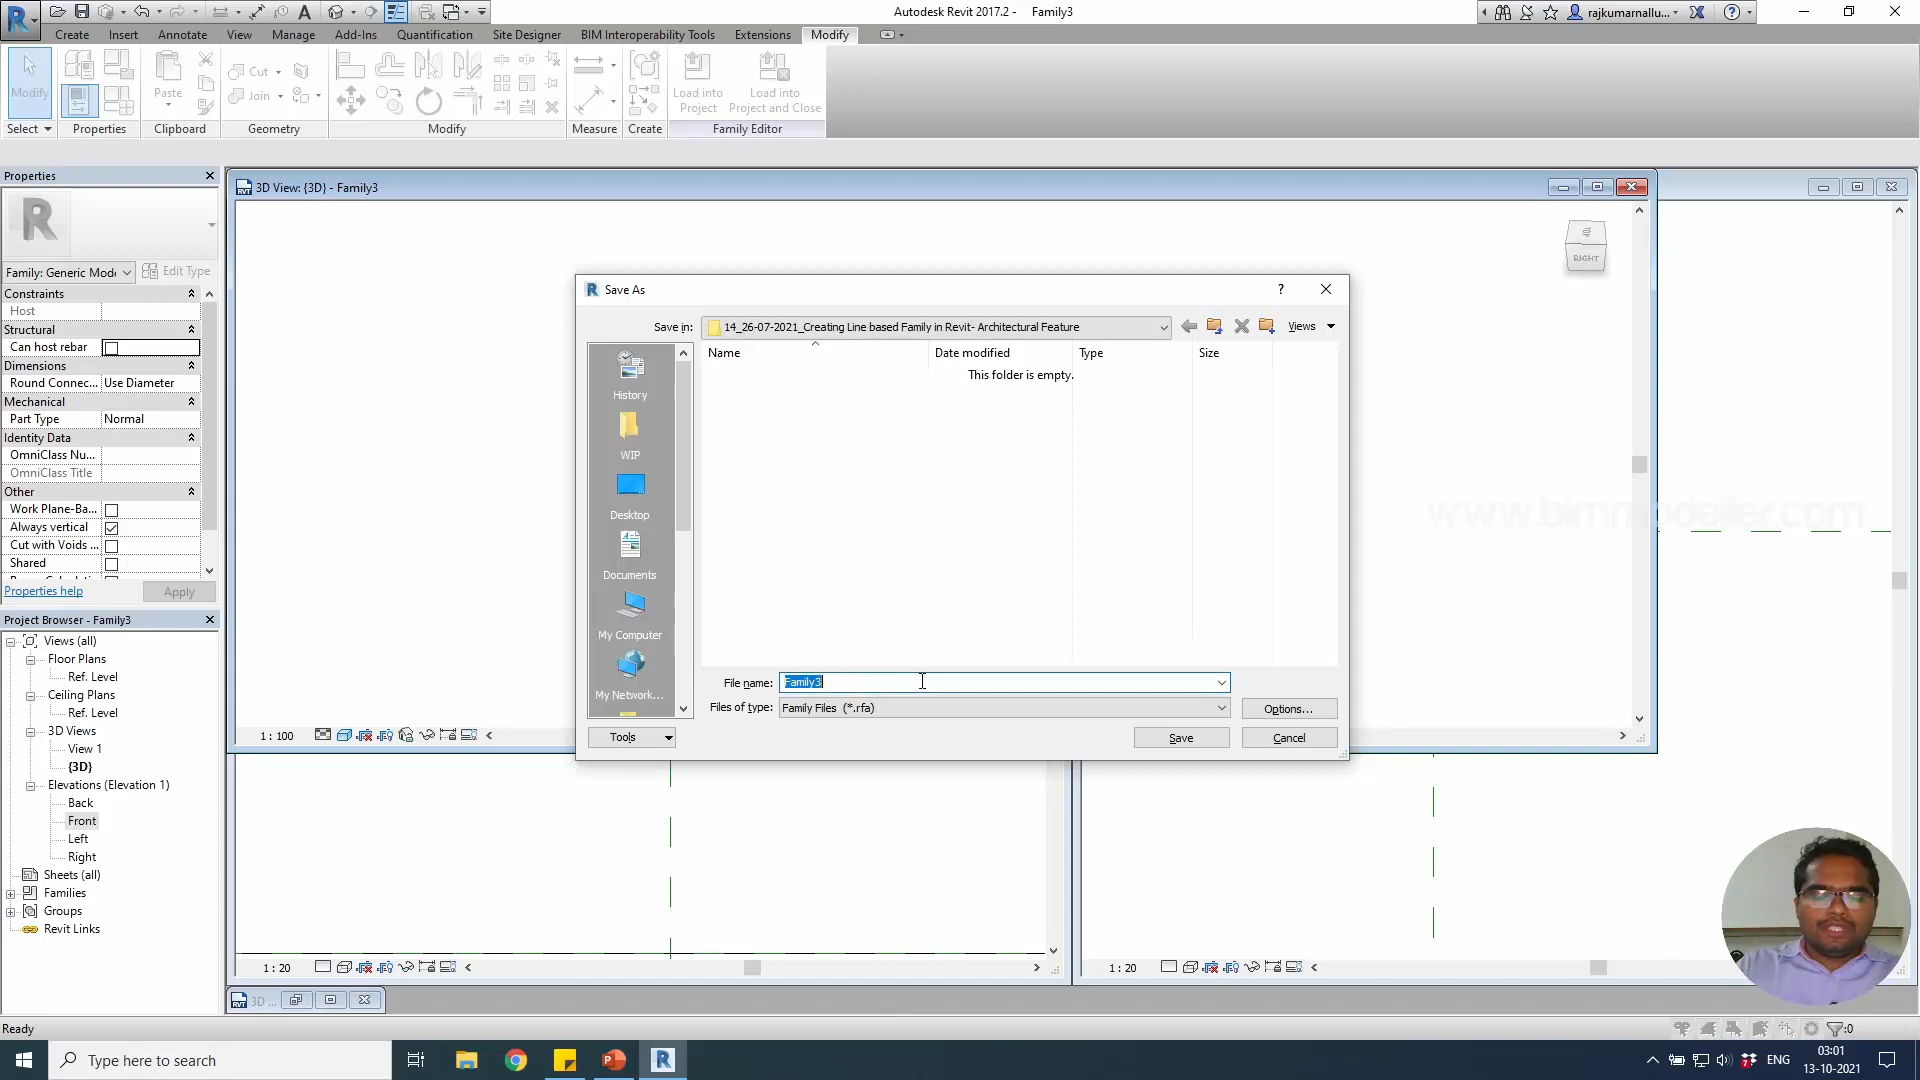 Autodesk Revit 2017.2 - Family3
rajkumarnallu...
Create Insert Annotate View Manage Add-Ins Quantification Site Designer BIM Interoperability Tools Extensions Modify
Modify
Paste
Cut
Join
Load into Project
Load into Project and Close
Select Properties Clipboard Geometry Modify Measure Create Family Editor
Properties
Family: Generic Mode
Edit Type
Constraints
Host
Structural
Can host rebar
Dimensions
Round Connec... Use Diameter
Mechanical
Part Type Normal
Identity Data
OmniClass Nu...
OmniClass Title
Other
Work Plane-Ba...
Always vertical
Cut with Voids ...
Shared
Properties help
Apply
Project Browser - Family3
Views (all)
Floor Plans
Ref. Level
Ceiling Plans
Ref. Level
3D Views
View 1
{3D}
Elevations (Elevation 1)
Back
Front
Left
Right
Sheets (all)
Families
Groups
Revit Links
3D View: {3D} - Family3
RIGHT
Save As
Save in: 14_26-07-2021_Creating Line based Family in Revit- Architectural Feature
Views
Name Date modified Type Size
This folder is empty.
History
WIP
Desktop
Documents
My Computer
My Network...
File name: Family3
Files of type: Family Files (*.rfa)
Options...
Tools
Save
Cancel
www.bimmodeller.com
1 : 100
1 : 20
1 : 20
3D ...
Ready
:0
Type here to search
ENG
03:01
13-10-2021